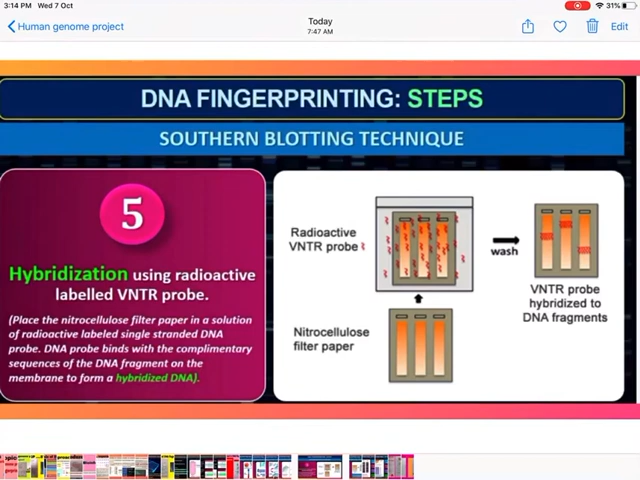 3:14 PM Wed 7 Oct
31%
Human genome project
Today
7:47 AM
Edit
DNA FINGERPRINTING: STEPS
SOUTHERN BLOTTING TECHNIQUE
5
Hybridization using radioactive
labelled VNTR probe.
(Place the nitrocellulose filter paper in a solution
of radioactive labeled single stranded DNA
probe. DNA probe binds with the complimentary
sequences of the DNA fragment on the
membrane to form a hybridized DNA).
Radioactive
VNTR probe
Nitrocellulose
filter paper
wash
VNTR probe
hybridized to
DNA fragments